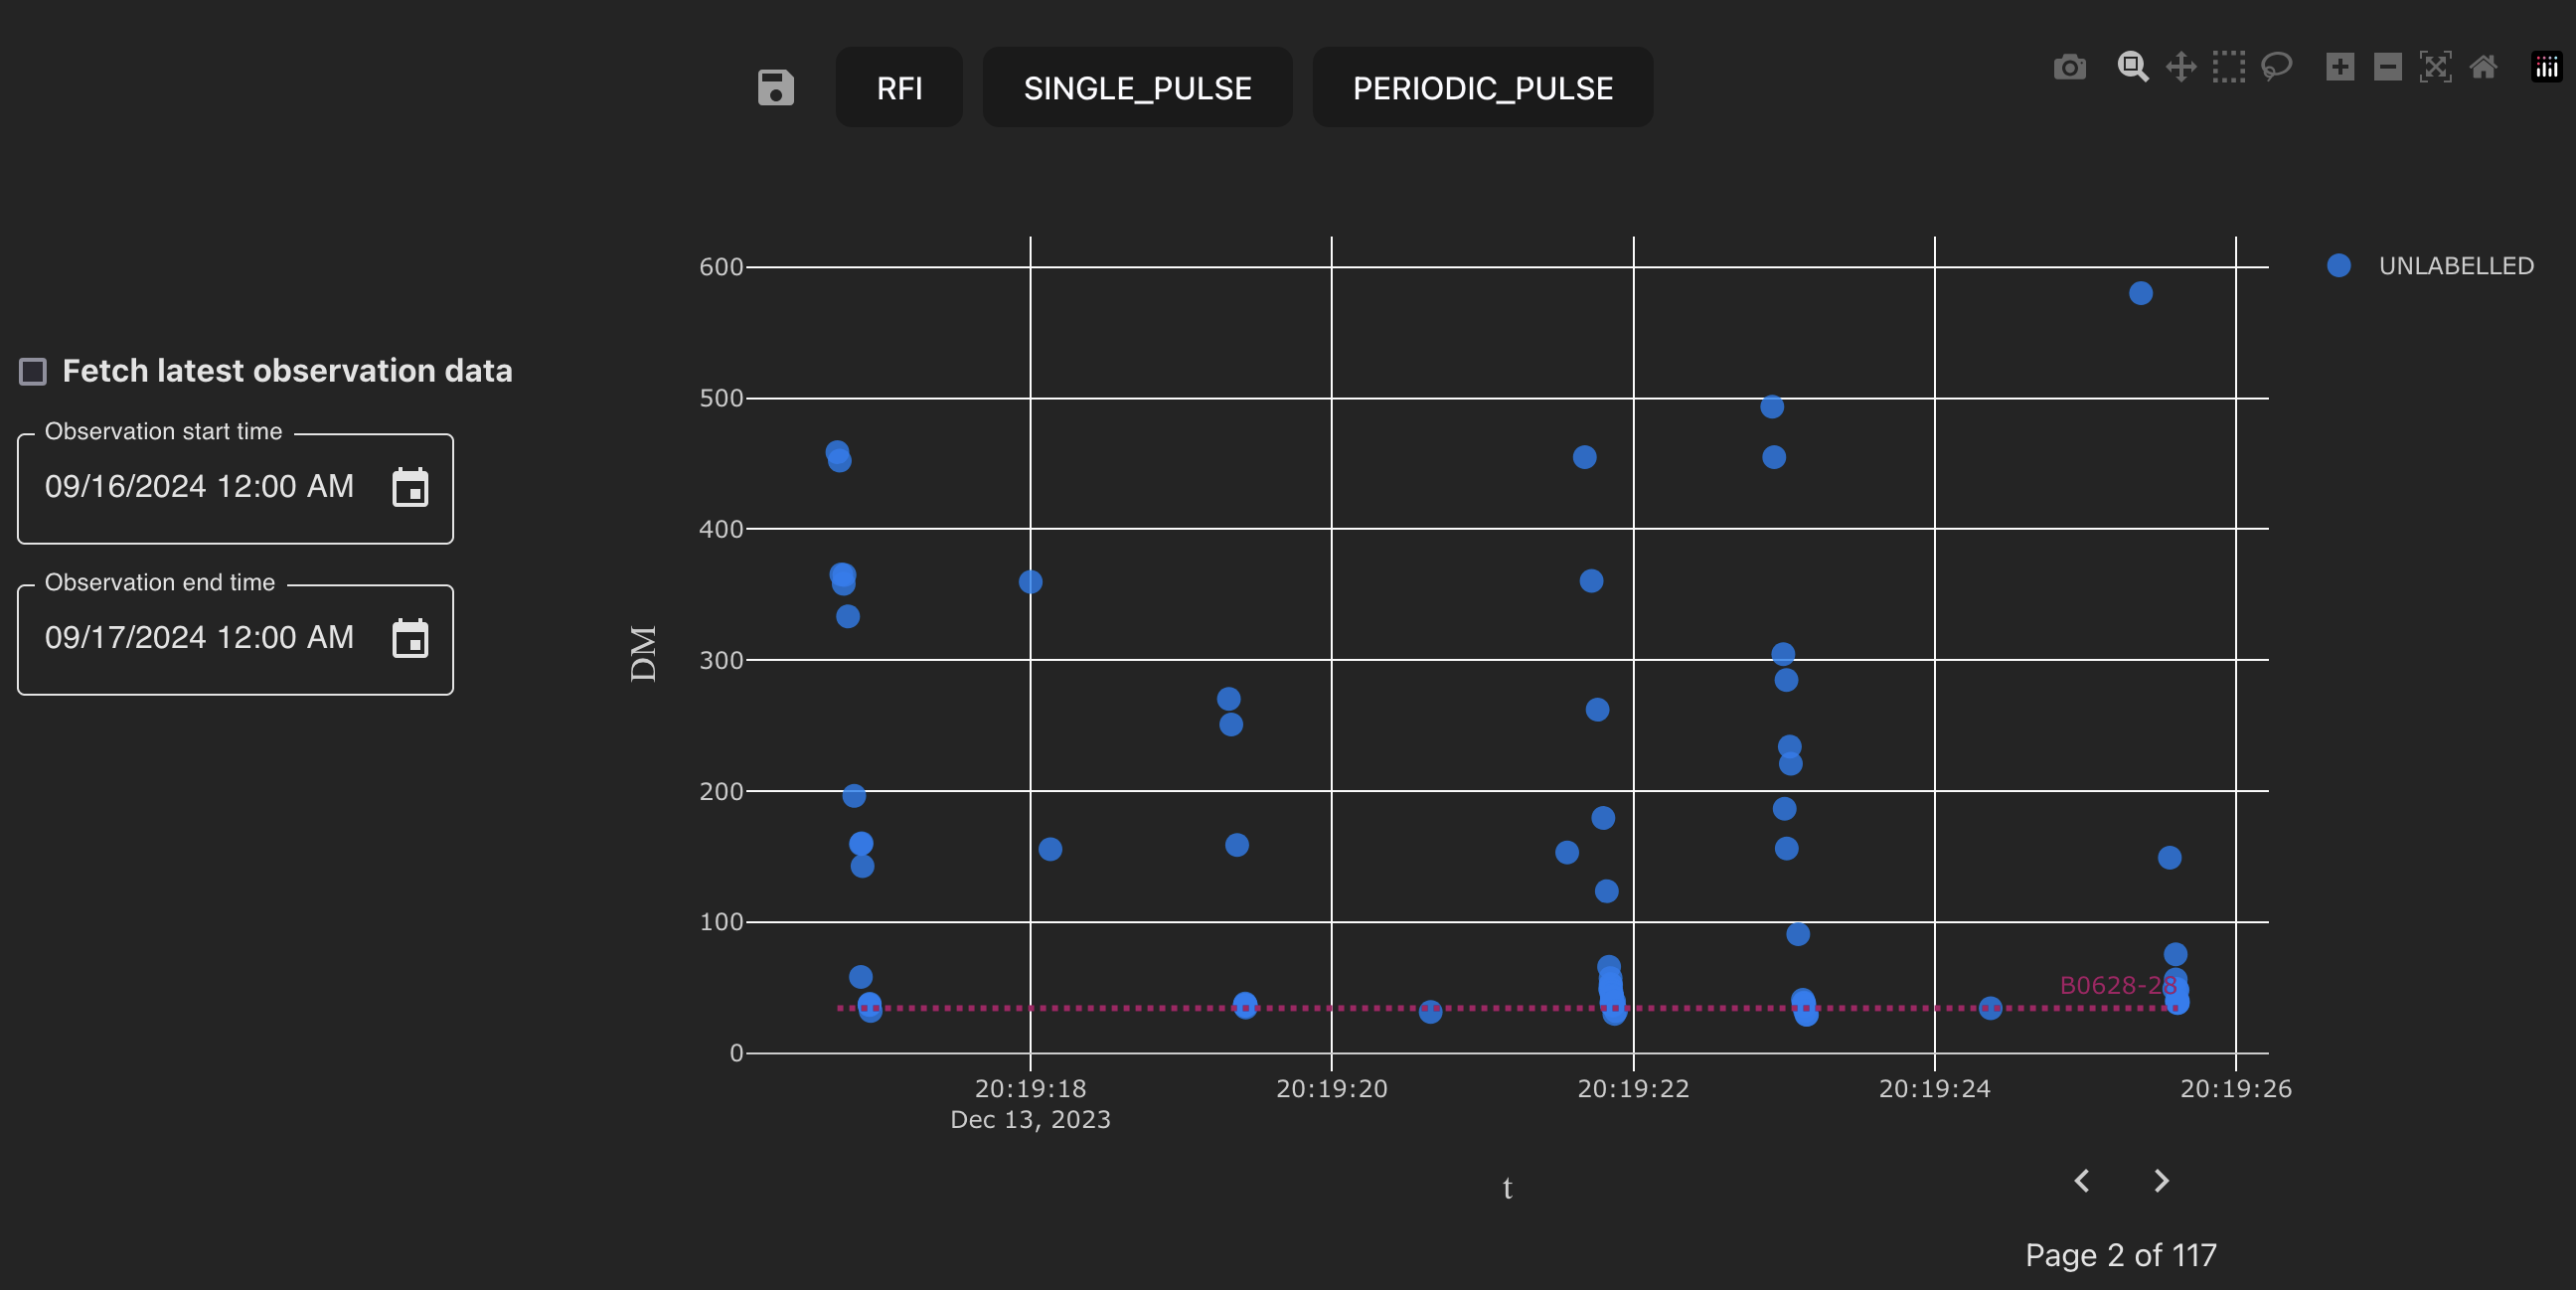 RFI
SINGLE_PULSE
PERIODIC_PULSE
Fetch latest observation data
Observation start time
09/16/2024 12:00 AM
Observation end time
09/17/2024 12:00 AM
UNLABELLED
600
500
400
300
200
100
0
DM
B0628-28
20:19:18
20:19:20
20:19:22
20:19:24
20:19:26
Dec 13, 2023
t
Page 2 of 117